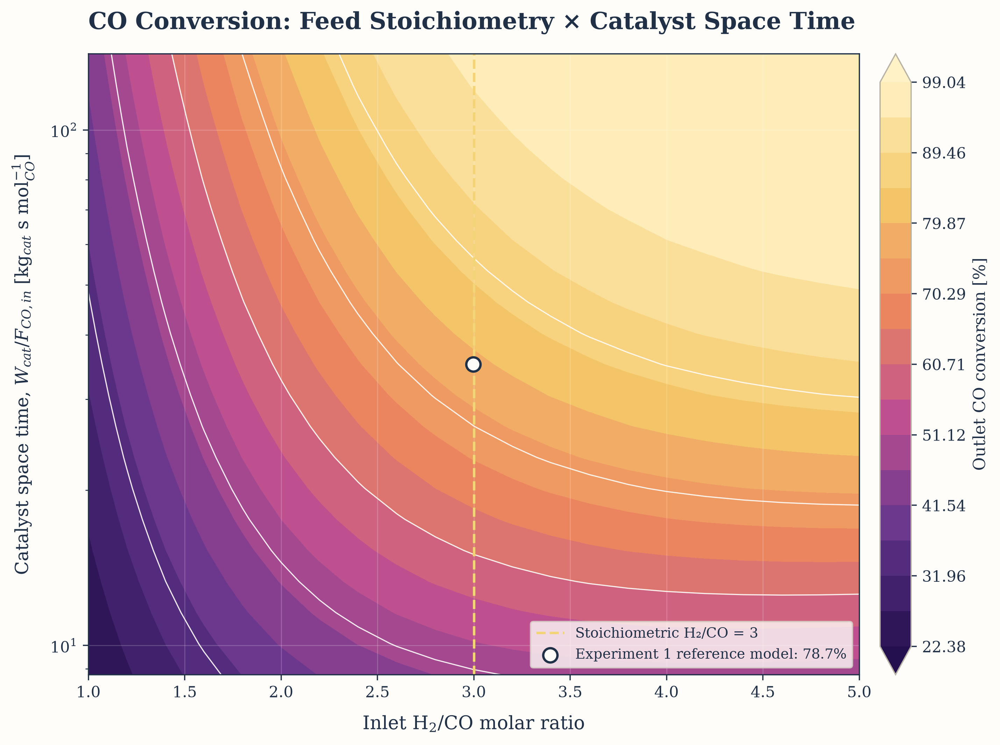 CO Conversion: Feed Stoichiometry × Catalyst Space Time
Catalyst space time, W_cat/F_CO, in [kg_cat s mol_CO^−1]
10²
10¹
1.0 1.5 2.0 2.5 3.0 3.5 4.0 4.5 5.0
Inlet H₂/CO molar ratio
Stoichiometric H₂/CO = 3
Experiment 1 reference model: 78.7%
99.04
89.46
79.87
70.29
60.71
51.12
41.54
31.96
22.38
Outlet CO conversion [%]